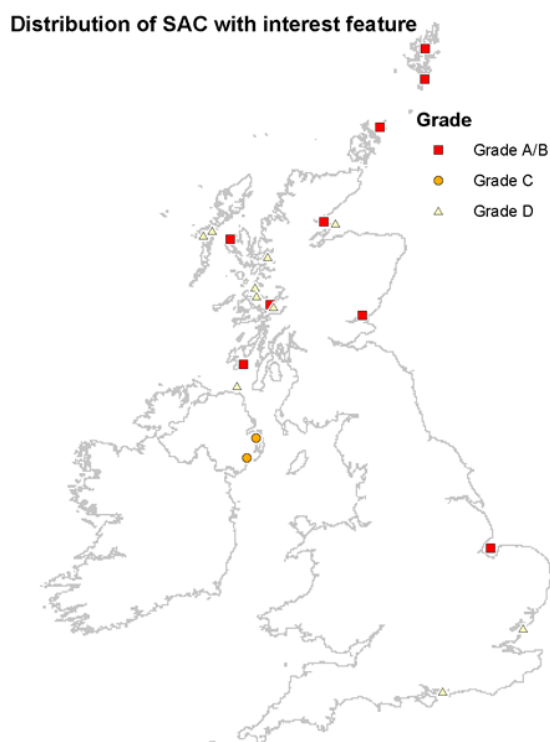 Distribution of SAC with interest feature
Grade
Grade A/B
Grade C
Grade D